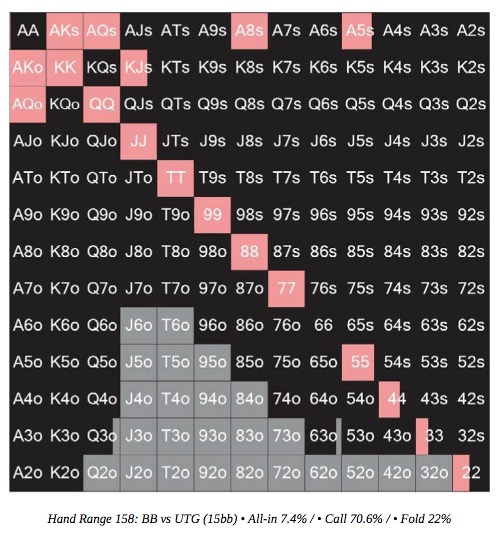 AA AKs AQs AJs ATs A9s A8s A7s A6s A5s A4s A3s A2s
AKo KK KQs KJs KTs K9s K8s K7s K6s K5s K4s K3s K2s
AQo KQo QQ QJs QTs Q9s Q8s Q7s Q6s Q5s Q4s Q3s Q2s
AJo KJo QJo JJ JTs J9s J8s J7s J6s J5s J4s J3s J2s
ATo KTo QTo JTo TT T9s T8s T7s T6s T5s T4s T3s T2s
A9o K9o Q9o J9o T9o 99 98s 97s 96s 95s 94s 93s 92s
A8o K8o Q8o J8o T8o 98o 88 87s 86s 85s 84s 83s 82s
A7o K7o Q7o J7o T7o 97o 87o 77 76s 75s 74s 73s 72s
A6o K6o Q6o J6o T6o 96o 86o 76o 66 65s 64s 63s 62s
A5o K5o Q5o J5o T5o 95o 85o 75o 65o 55 54s 53s 52s
A4o K4o Q4o J4o T4o 94o 84o 74o 64o 54o 44 43s 42s
A3o K3o Q3o J3o T3o 93o 83o 73o 63o 53o 43o 33 32s
A2o K2o Q2o J2o T2o 92o 82o 72o 62o 52o 42o 32o 22
Hand Range 158: BB vs UTG (15bb) • All-in 7.4% / • Call 70.6% / • Fold 22%